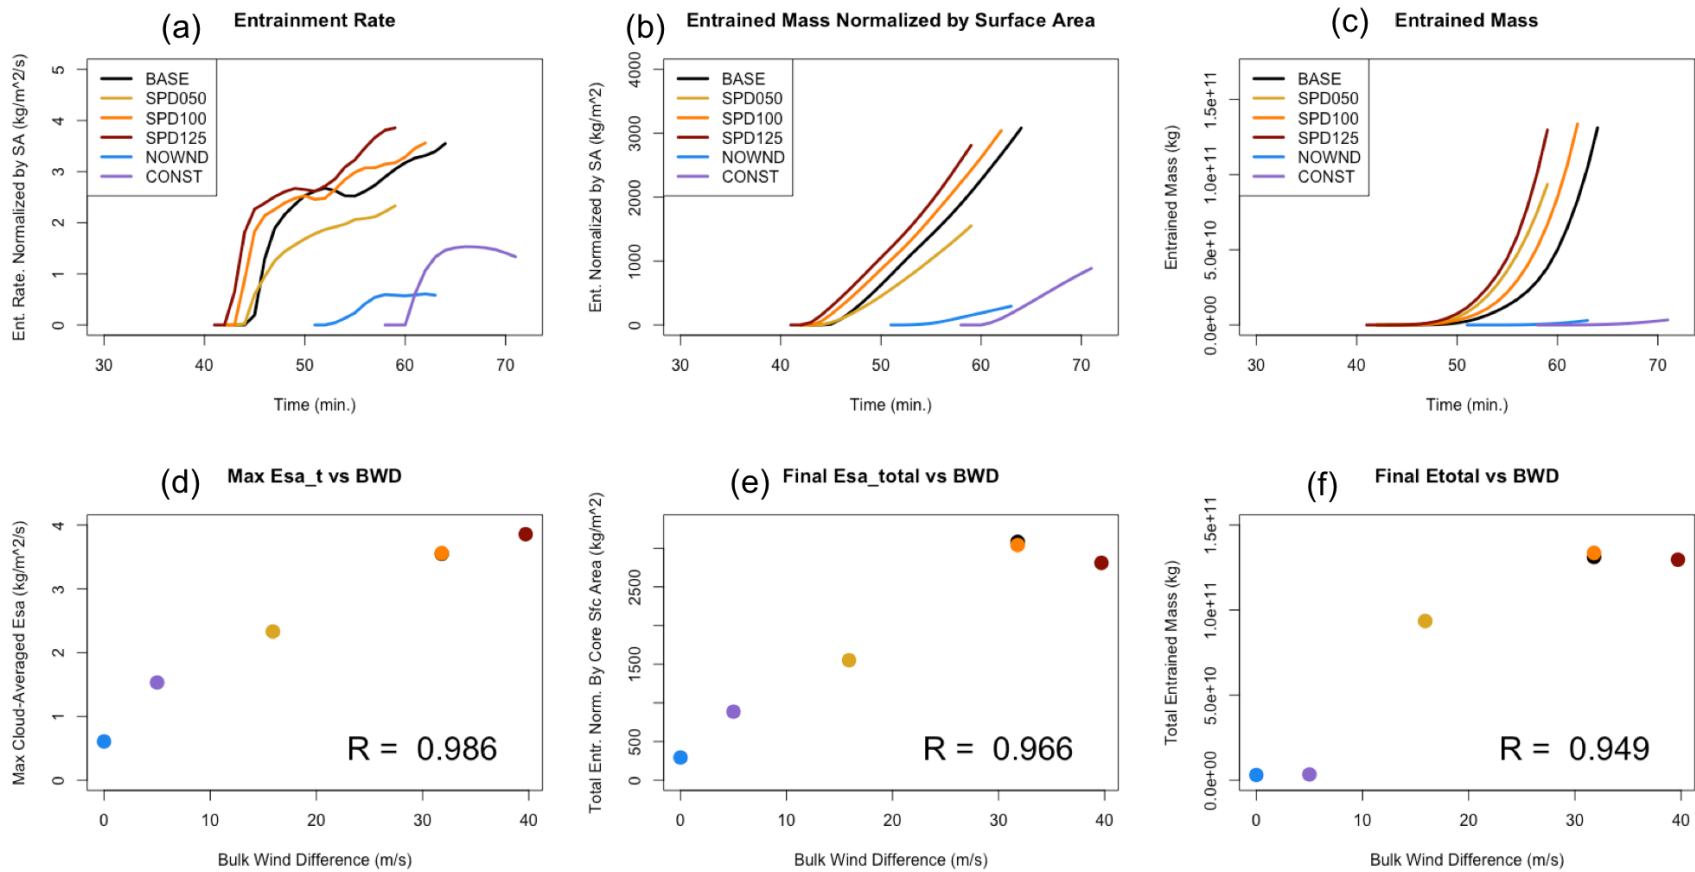 (a) Entrainment Rate
Ent. Rate. Normalized by SA (kg/m^2/s)
5
4
3
2
1
0
BASE
SPD050
SPD100
SPD125
NOWND
CONST
30 40 50 60 70
Time (min.)
(b) Entrained Mass Normalized by Surface Area
Ent. Normalized by SA (kg/m^2)
4000
3000
2000
1000
0
BASE
SPD050
SPD100
SPD125
NOWND
CONST
30 40 50 60 70
Time (min.)
(c) Entrained Mass
Entrained Mass (kg)
1.5e+11
1.0e+11
5.0e+10
0.0e+00
BASE
SPD050
SPD100
SPD125
NOWND
CONST
30 40 50 60 70
Time (min.)
(d) Max Esa_t vs BWD
Max Cloud-Averaged Esa (kg/m^2/s)
4
3
2
1
0
R = 0.986
0 10 20 30 40
Bulk Wind Difference (m/s)
(e) Final Esa_total vs BWD
Total Entr. Norm. By Core Sfc Area (kg/m^2)
2500
1500
500
0
R = 0.966
0 10 20 30 40
Bulk Wind Difference (m/s)
(f) Final Etotal vs BWD
Total Entrained Mass (kg)
1.5e+11
1.0e+11
5.0e+10
0.0e+00
R = 0.949
0 10 20 30 40
Bulk Wind Difference (m/s)